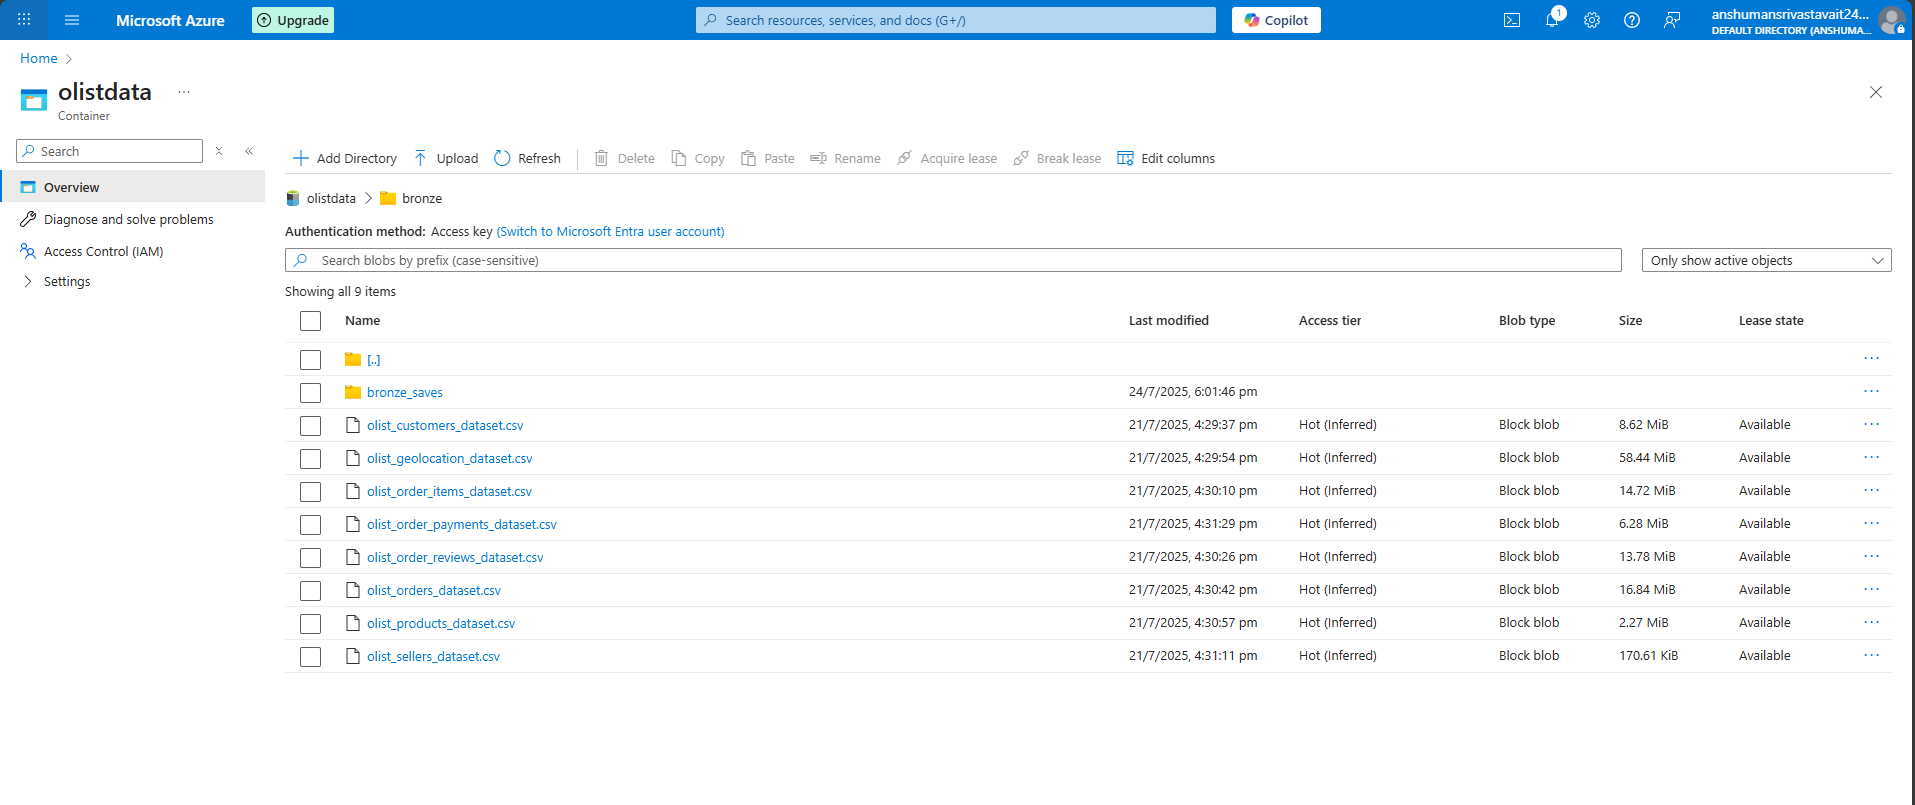 Microsoft Azure
Upgrade
Search resources, services, and docs (G+/)
Copilot
1
anshumansrivastavait24...
DEFAULT DIRECTORY (ANSHUMA...
Home
olistdata
...
Container
Search
Overview
Diagnose and solve problems
Access Control (IAM)
Settings
Add Directory Upload Refresh Delete Copy Paste Rename Acquire lease Break lease Edit columns
olistdata > bronze
Authentication method: Access key (Switch to Microsoft Entra user account)
Search blobs by prefix (case-sensitive)
Only show active objects
Showing all 9 items
Name Last modified Access tier Blob type Size Lease state
[..] ...
bronze_saves 24/7/2025, 6:01:46 pm ...
olist_customers_dataset.csv 21/7/2025, 4:29:37 pm Hot (Inferred) Block blob 8.62 MiB Available ...
olist_geolocation_dataset.csv 21/7/2025, 4:29:54 pm Hot (Inferred) Block blob 58.44 MiB Available ...
olist_order_items_dataset.csv 21/7/2025, 4:30:10 pm Hot (Inferred) Block blob 14.72 MiB Available ...
olist_order_payments_dataset.csv 21/7/2025, 4:31:29 pm Hot (Inferred) Block blob 6.28 MiB Available ...
olist_order_reviews_dataset.csv 21/7/2025, 4:30:26 pm Hot (Inferred) Block blob 13.78 MiB Available ...
olist_orders_dataset.csv 21/7/2025, 4:30:42 pm Hot (Inferred) Block blob 16.84 MiB Available ...
olist_products_dataset.csv 21/7/2025, 4:30:57 pm Hot (Inferred) Block blob 2.27 MiB Available ...
olist_sellers_dataset.csv 21/7/2025, 4:31:11 pm Hot (Inferred) Block blob 170.61 KiB Available ...